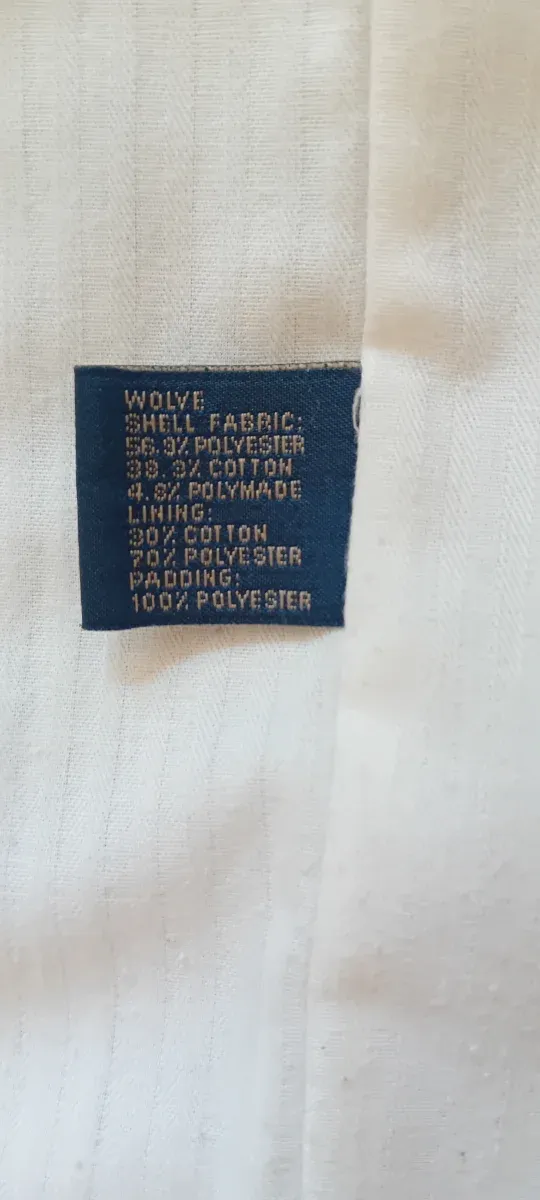 WOLVE
SHELL FABRIC:
56.3% POLYESTER
38.9% COTTON
4.8% POLYMADE
LINING:
30% COTTON
70% POLYESTER
PADDING:
100% POLYESTER